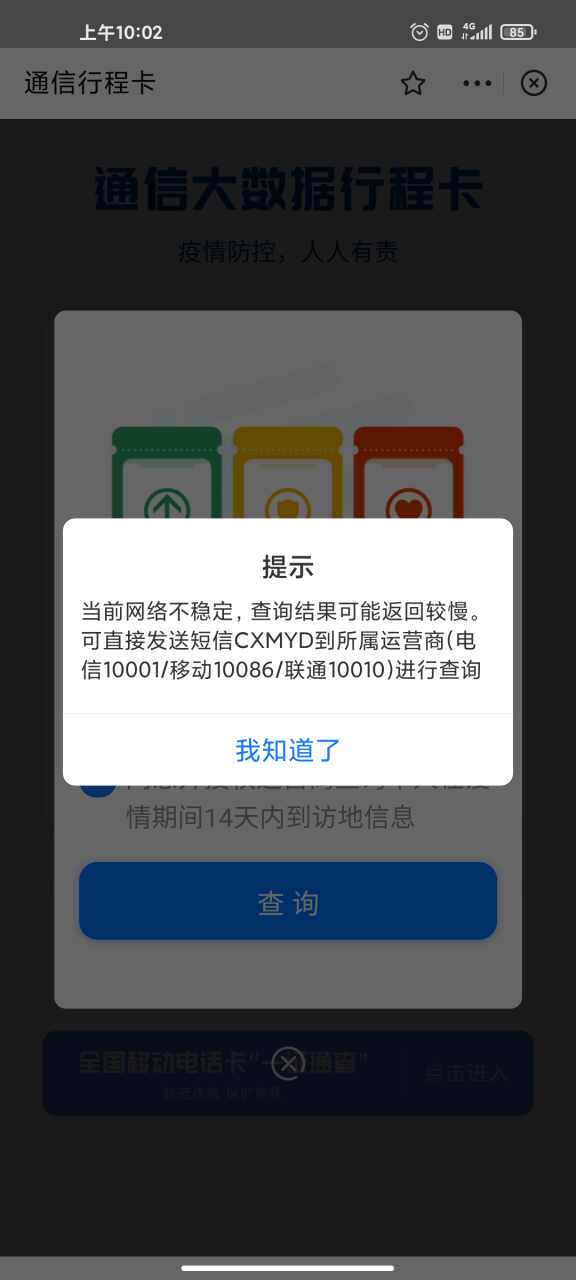 上午10:02
HD
4G
85
通信行程卡
通信大数据行程卡
疫情防控，人人有责
提示
当前网络不稳定，查询结果可能返回较慢。
可直接发送短信CXMYD到所属运营商(电
信10001/移动10086/联通10010)进行查询
我知道了
情期间14天内到访地信息
查询
全国移动电话卡“一
通查”
点击进入